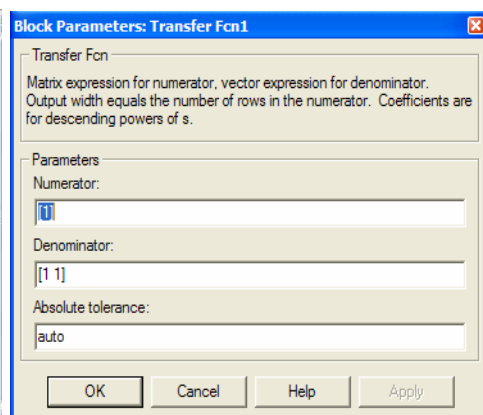 Block Parameters: Transfer Fcn1
Transfer Fcn
Matrix expression for numerator, vector expression for denominator.
Output width equals the number of rows in the numerator.  Coefficients are
for descending powers of s.
Parameters
Numerator:
[1]
Denominator:
[1 1]
Absolute tolerance:
auto
OK Cancel Help Apply